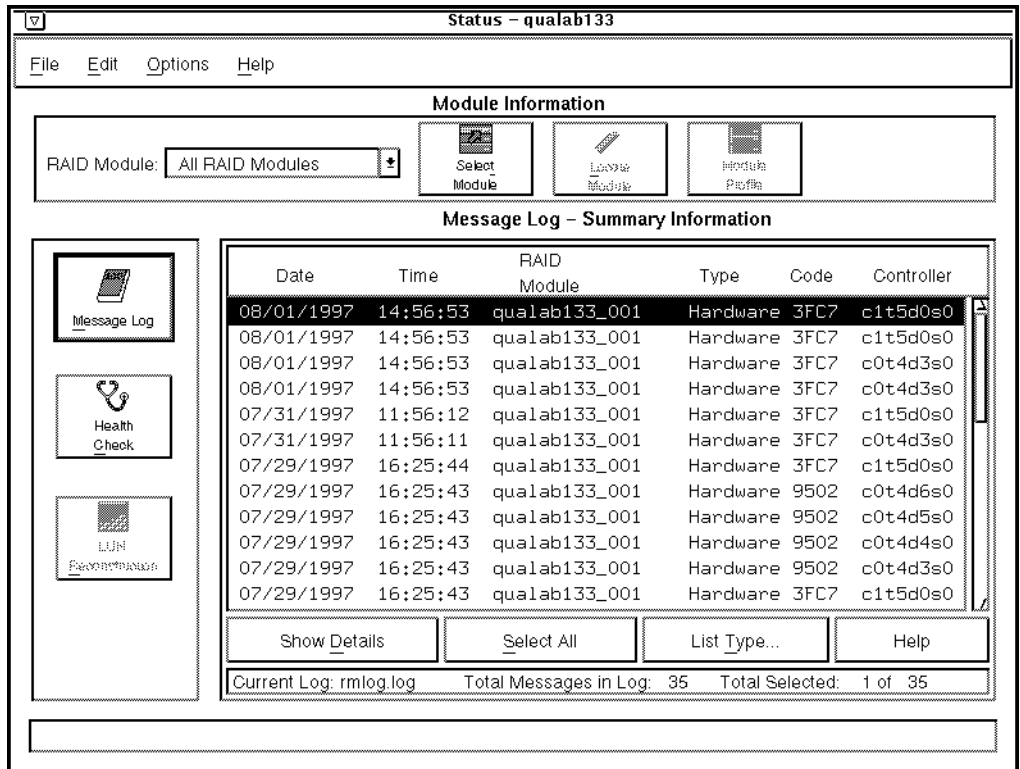 Status – qualab133
File Edit Options Help
Module Information
RAID Module: All RAID Modules
Select Module
Locate Module
Module Profile
Message Log – Summary Information
Message Log
Health Check
LUN Reconstruction
Date Time RAID Module Type Code Controller
08/01/1997 14:56:53 qualab133_001 Hardware 3FC7 c1t5d0s0
08/01/1997 14:56:53 qualab133_001 Hardware 3FC7 c1t5d0s0
08/01/1997 14:56:53 qualab133_001 Hardware 3FC7 c0t4d3s0
08/01/1997 14:56:53 qualab133_001 Hardware 3FC7 c0t4d3s0
07/31/1997 11:56:12 qualab133_001 Hardware 3FC7 c1t5d0s0
07/31/1997 11:56:11 qualab133_001 Hardware 3FC7 c0t4d3s0
07/29/1997 16:25:44 qualab133_001 Hardware 3FC7 c1t5d0s0
07/29/1997 16:25:43 qualab133_001 Hardware 9502 c0t4d6s0
07/29/1997 16:25:43 qualab133_001 Hardware 9502 c0t4d5s0
07/29/1997 16:25:43 qualab133_001 Hardware 9502 c0t4d4s0
07/29/1997 16:25:43 qualab133_001 Hardware 9502 c0t4d3s0
07/29/1997 16:25:43 qualab133_001 Hardware 3FC7 c1t5d0s0
Show Details Select All List Type... Help
Current Log: rmlog.log Total Messages in Log: 35 Total Selected: 1 of 35